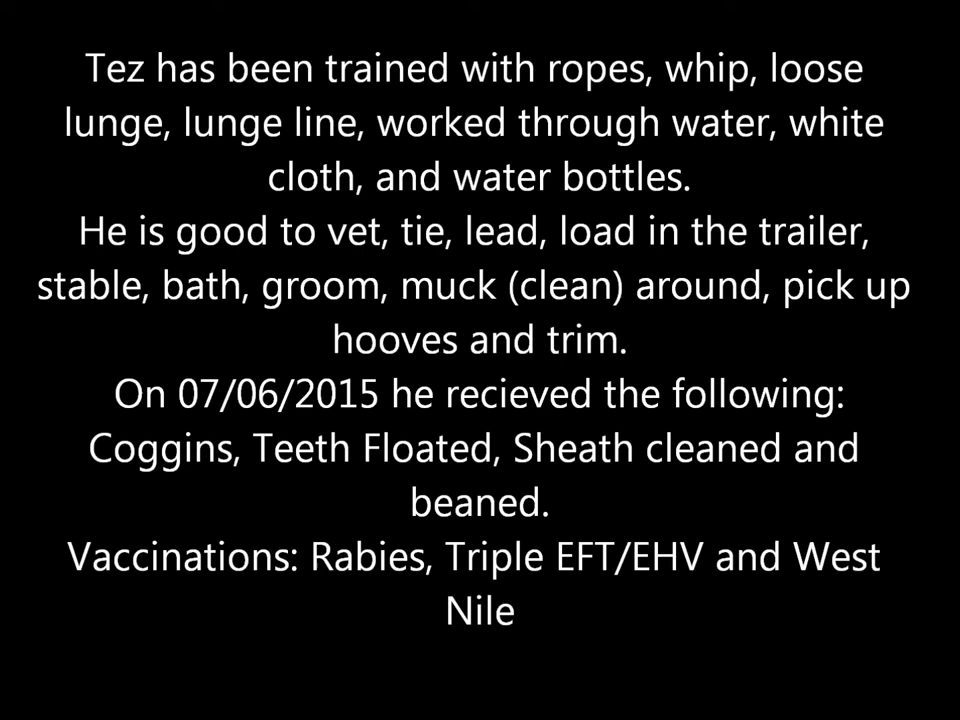 Tez has been trained with ropes, whip, loose
lunge, lunge line, worked through water, white
cloth, and water bottles.
He is good to vet, tie, lead, load in the trailer,
stable, bath, groom, muck (clean) around, pick up
hooves and trim.
On 07/06/2015 he recieved the following:
Coggins, Teeth Floated, Sheath cleaned and
beaned.
Vaccinations: Rabies, Triple EFT/EHV and West
Nile